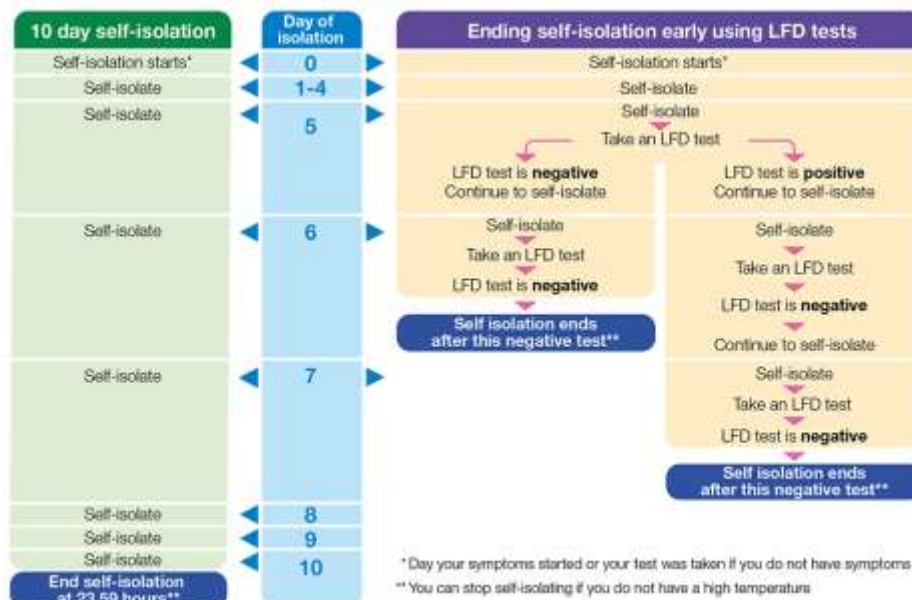 10 day self-isolation
Day of
isolation
Ending self-isolation early using LFD tests
Self-isolation starts*
0
Self-isolation starts*
Self-isolate
1-4
Self-isolate
Self-isolate
5
Self-isolate
Take an LFD test
LFD test is negative
Continue to self-isolate
LFD test is positive
Continue to self-isolate
Self-isolate
6
Self-isolate
Take an LFD test
LFD test is negative
Self isolation ends
after this negative test**
Self-isolate
Take an LFD test
LFD test is negative
Continue to self-isolate
Self-isolate
7
Self-isolate
Take an LFD test
LFD test is negative
Self isolation ends
after this negative test**
Self-isolate
8
Self-isolate
9
Self-isolate
10
End self-isolation
at 23.59 hours**
* Day your symptoms started or your test was taken if you do not have symptoms
** You can stop self-isolating if you do not have a high temperature